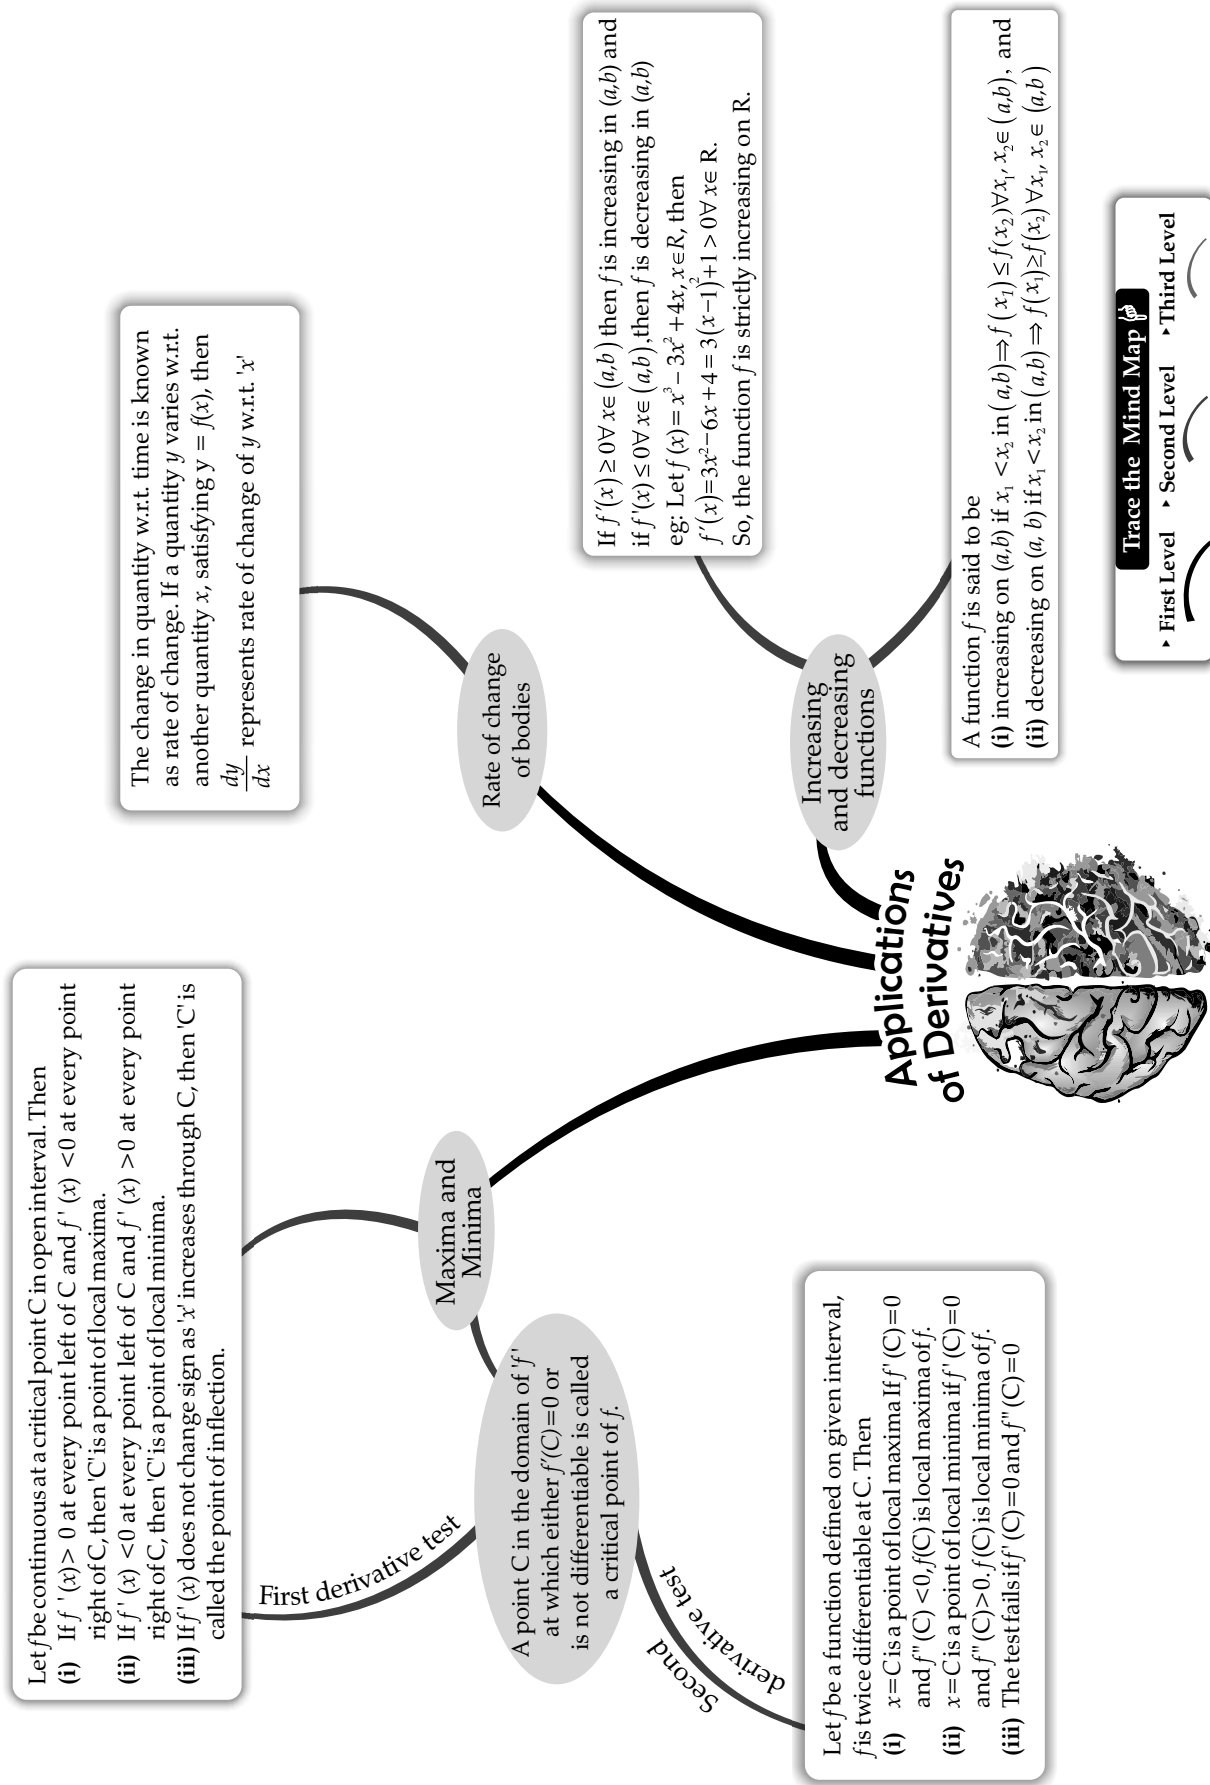 Applications
of Derivatives
Maxima and
Minima
Let f be continuous at a critical point C in open interval. Then
(i) If f '(x) > 0 at every point left of C and f '(x) <0 at every point
right of C, then 'C' is a point of local maxima.
(ii) If f '(x) <0 at every point left of C and f '(x) >0 at every point
right of C, then 'C' is a point of local minima.
(iii) If f '(x) does not change sign as 'x' increases through C, then 'C' is
called the point of inflection.
First derivative test
A point C in the domain of 'f'
at which either f′(C)=0 or
is not differentiable is called
a critical point of f.
Second
derivative test
Let f be a function defined on given interval,
f is twice differentiable at C. Then
(i) x=C is a point of local maxima If f '(C)=0
and f"(C) <0, f(C) is local maxima of f.
(ii) x=C is a point of local minima if f '(C)=0
and f"(C)>0. f(C) is local minima of f.
(iii) The test fails if f '(C)=0 and f"(C)=0
Rate of change
of bodies
The change in quantity w.r.t. time is known
as rate of change. If a quantity y varies w.r.t.
another quantity x, satisfying y = f(x), then
dy/dx represents rate of change of y w.r.t. 'x'
Increasing
and decreasing
functions
If f′(x) ≥ 0 ∀ x ∈ (a,b) then f is increasing in (a,b) and
if f '(x) ≤ 0 ∀ x ∈ (a,b), then f is decreasing in (a,b)
eg: Let f (x) = x³ − 3x² + 4x, x∈R, then
f′(x)=3x²−6x+4 = 3(x−1)²+1 > 0 ∀ x∈ R.
So, the function f is strictly increasing on R.
A function f is said to be
(i) increasing on (a,b) if x₁ < x₂ in (a,b) ⇒ f (x₁) ≤ f(x₂) ∀ x₁, x₂ ∈ (a,b), and
(ii) decreasing on (a, b) if x₁ < x₂ in (a,b) ⇒ f(x₁) ≥ f(x₂) ∀ x₁, x₂ ∈ (a,b)
Trace the Mind Map
▸ First Level ▸ Second Level ▸ Third Level